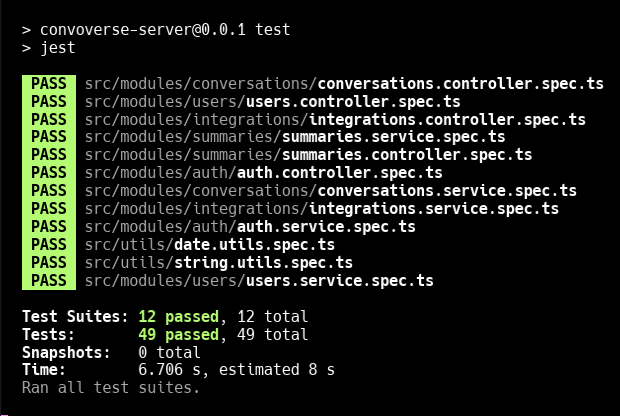 > convoverse-server@0.0.1 test
> jest
PASS src/modules/conversations/conversations.controller.spec.ts
PASS src/modules/users/users.controller.spec.ts
PASS src/modules/integrations/integrations.controller.spec.ts
PASS src/modules/summaries/summaries.service.spec.ts
PASS src/modules/summaries/summaries.controller.spec.ts
PASS src/modules/auth/auth.controller.spec.ts
PASS src/modules/conversations/conversations.service.spec.ts
PASS src/modules/integrations/integrations.service.spec.ts
PASS src/modules/auth/auth.service.spec.ts
PASS src/utils/date.utils.spec.ts
PASS src/utils/string.utils.spec.ts
PASS src/modules/users/users.service.spec.ts
Test Suites: 12 passed, 12 total
Tests: 49 passed, 49 total
Snapshots: 0 total
Time: 6.706 s, estimated 8 s
Ran all test suites.